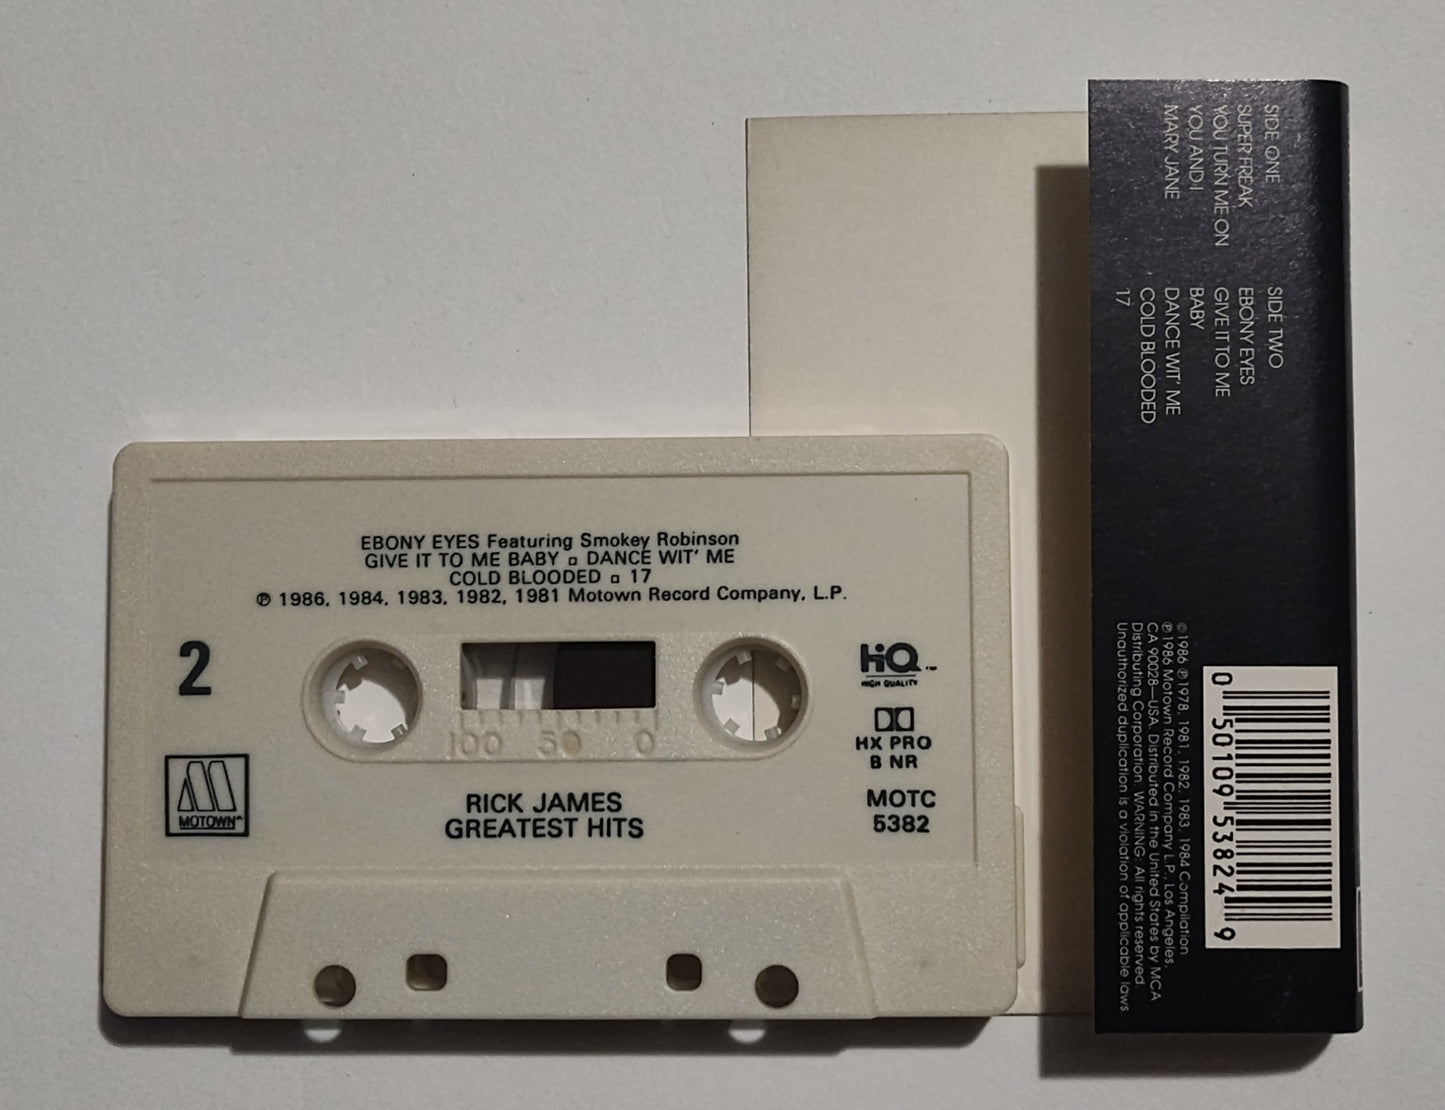 EBONY EYES Featuring Smokey Robinson
GIVE IT TO ME BABY ▫ DANCE WIT' ME
COLD BLOODED ▫ 17
℗ 1986, 1984, 1983, 1982, 1981 Motown Record Company, L.P.
2
HiQ™
HIGH QUALITY
100 50 0
HX PRO
B NR
MOTOWN™
RICK JAMES
GREATEST HITS
MOTC
5382
SIDE ONE
SUPER FREAK
YOU TURN ME ON
YOU AND I
MARY JANE
SIDE TWO
EBONY EYES
GIVE IT TO ME
BABY
DANCE WIT' ME
COLD BLOODED
17
©1986 ℗1978, 1981, 1982, 1983, 1984 Compilation
℗ 1986 Motown Record Company L.P., Los Angeles,
CA 90028—USA. Distributed in the United States by MCA
Distributing Corporation. WARNING: All rights reserved.
Unauthorized duplication is a violation of applicable laws
0 50109 53824 9